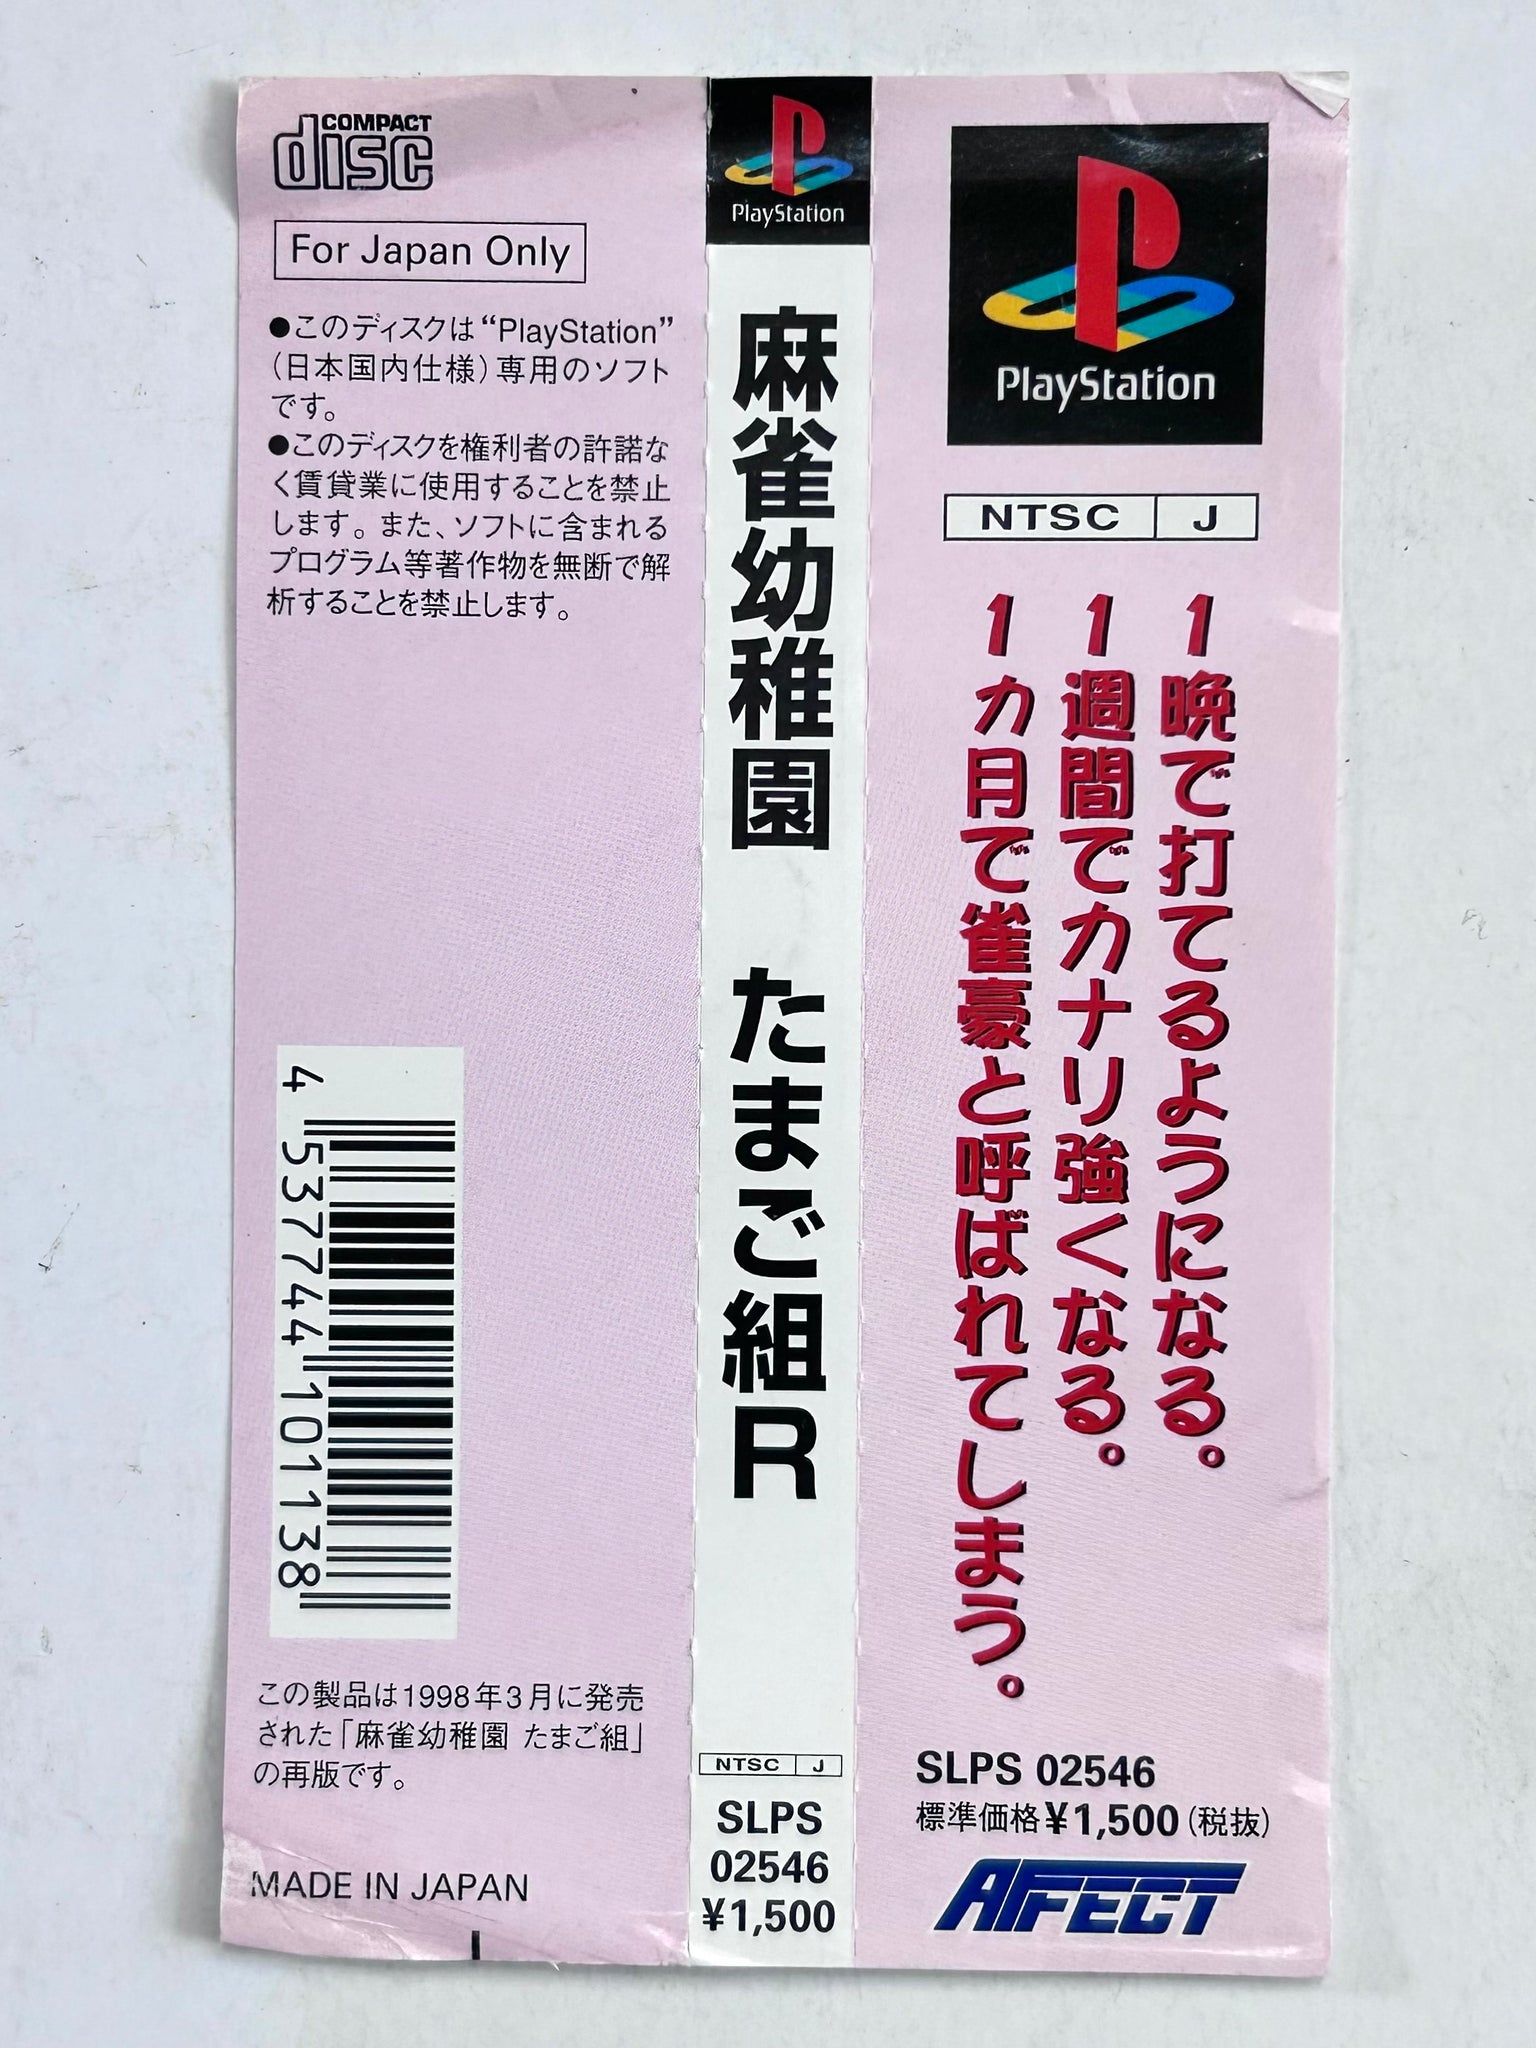 COMPACT
disc
For Japan Only
●このディスクは“PlayStation”
(日本国内仕様)専用のソフト
です。
●このディスクを権利者の許諾な
く賃貸業に使用することを禁止
します。また、ソフトに含まれる
プログラム等著作物を無断で解
析することを禁止します。
4 537744 101138
この製品は1998年3月に発売
された「麻雀幼稚園 たまご組」
の再版です。
MADE IN JAPAN
PlayStation
麻雀幼稚園 たまご組R
NTSC J
SLPS
02546
¥1,500
PlayStation
NTSC J
1晩で打てるようになる。
1週間でカナリ強くなる。
1カ月で雀豪と呼ばれてしまう。
SLPS 02546
標準価格¥1,500(税抜)
AFFECT